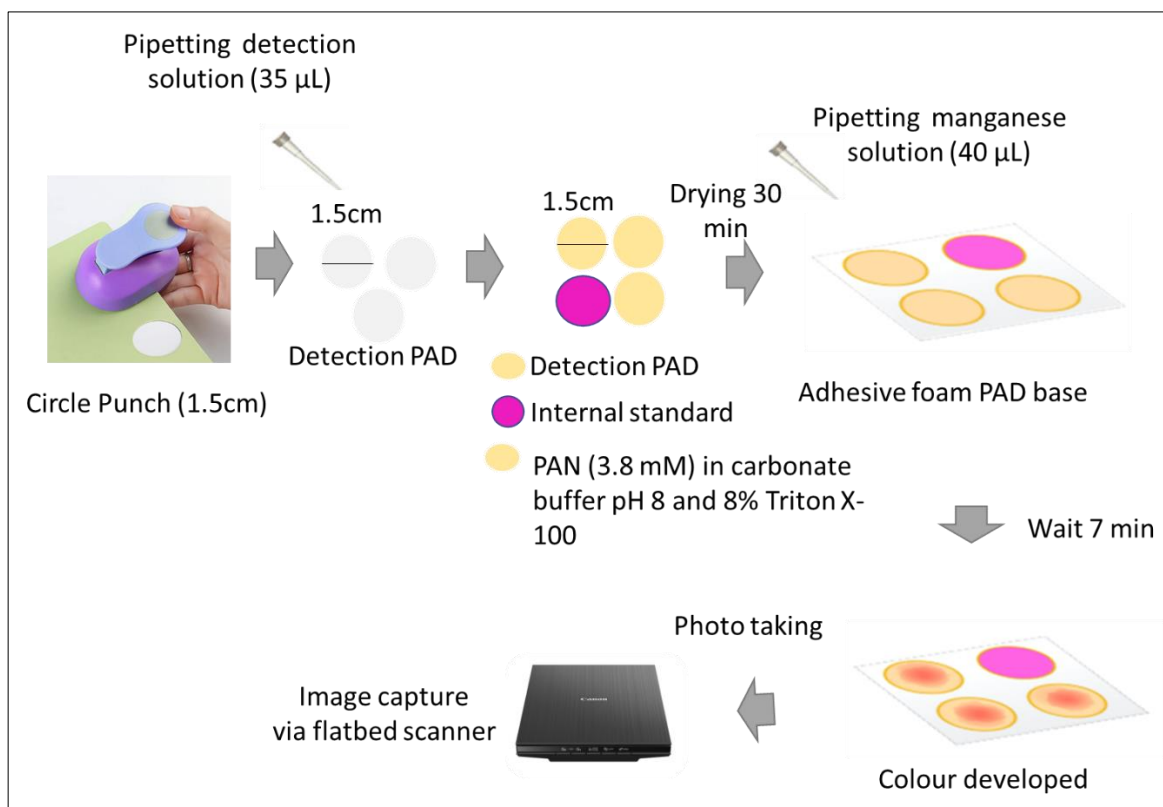 Pipetting detection
solution (35 µL)
Pipetting manganese
solution (40 µL)
1.5cm
1.5cm
Drying 30
min
Detection PAD
Circle Punch (1.5cm)
Detection PAD
Internal standard
PAN (3.8 mM) in carbonate
buffer pH 8 and 8% Triton X-
100
Adhesive foam PAD base
Wait 7 min
Photo taking
Image capture
via flatbed scanner
Canon
Colour developed